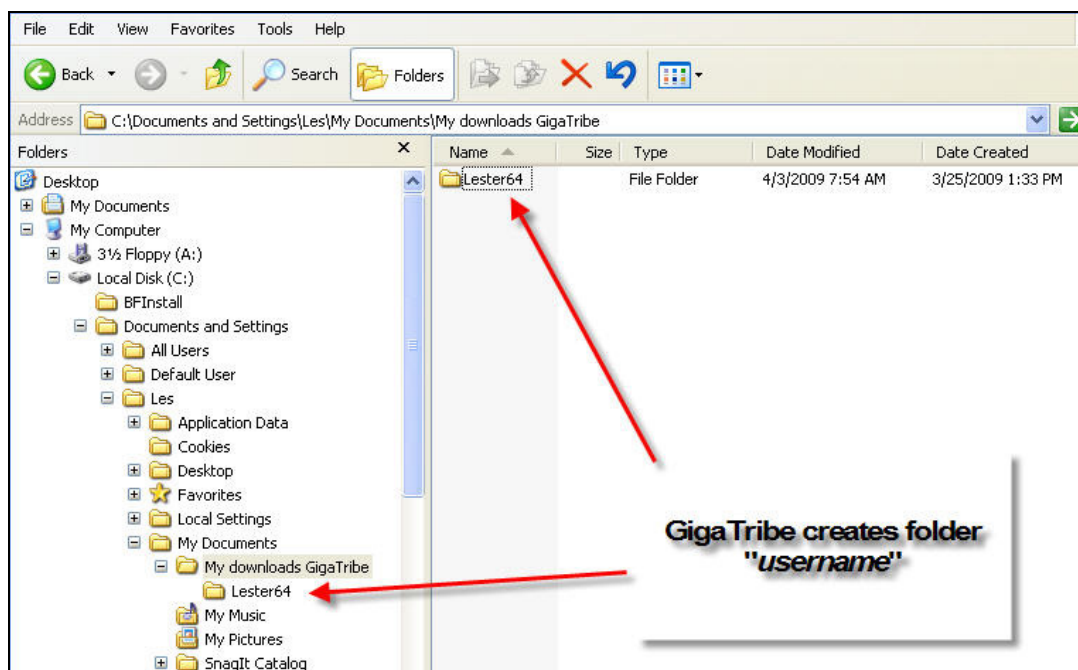 File Edit View Favorites Tools Help
Back Search Folders
Address C:\Documents and Settings\Les\My Documents\My downloads GigaTribe
Folders
Name Size Type Date Modified Date Created
Lester64 File Folder 4/3/2009 7:54 AM 3/25/2009 1:33 PM
Desktop
My Documents
My Computer
3½ Floppy (A:)
Local Disk (C:)
BFInstall
Documents and Settings
All Users
Default User
Les
Application Data
Cookies
Desktop
Favorites
Local Settings
My Documents
My downloads GigaTribe
Lester64
My Music
My Pictures
SnagIt Catalog
GigaTribe creates folder
"username"